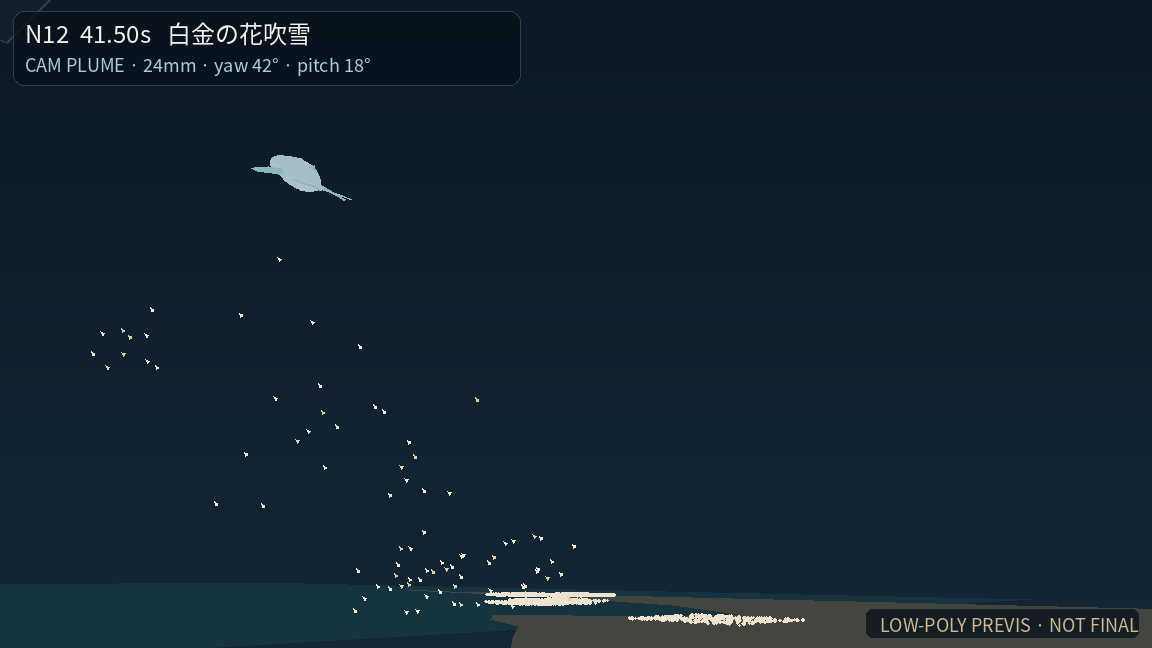 N12 41.50s 白金の花吹雪
CAM PLUME · 24mm · yaw 42° · pitch 18°
LOW-POLY PREVIS · NOT FINAL